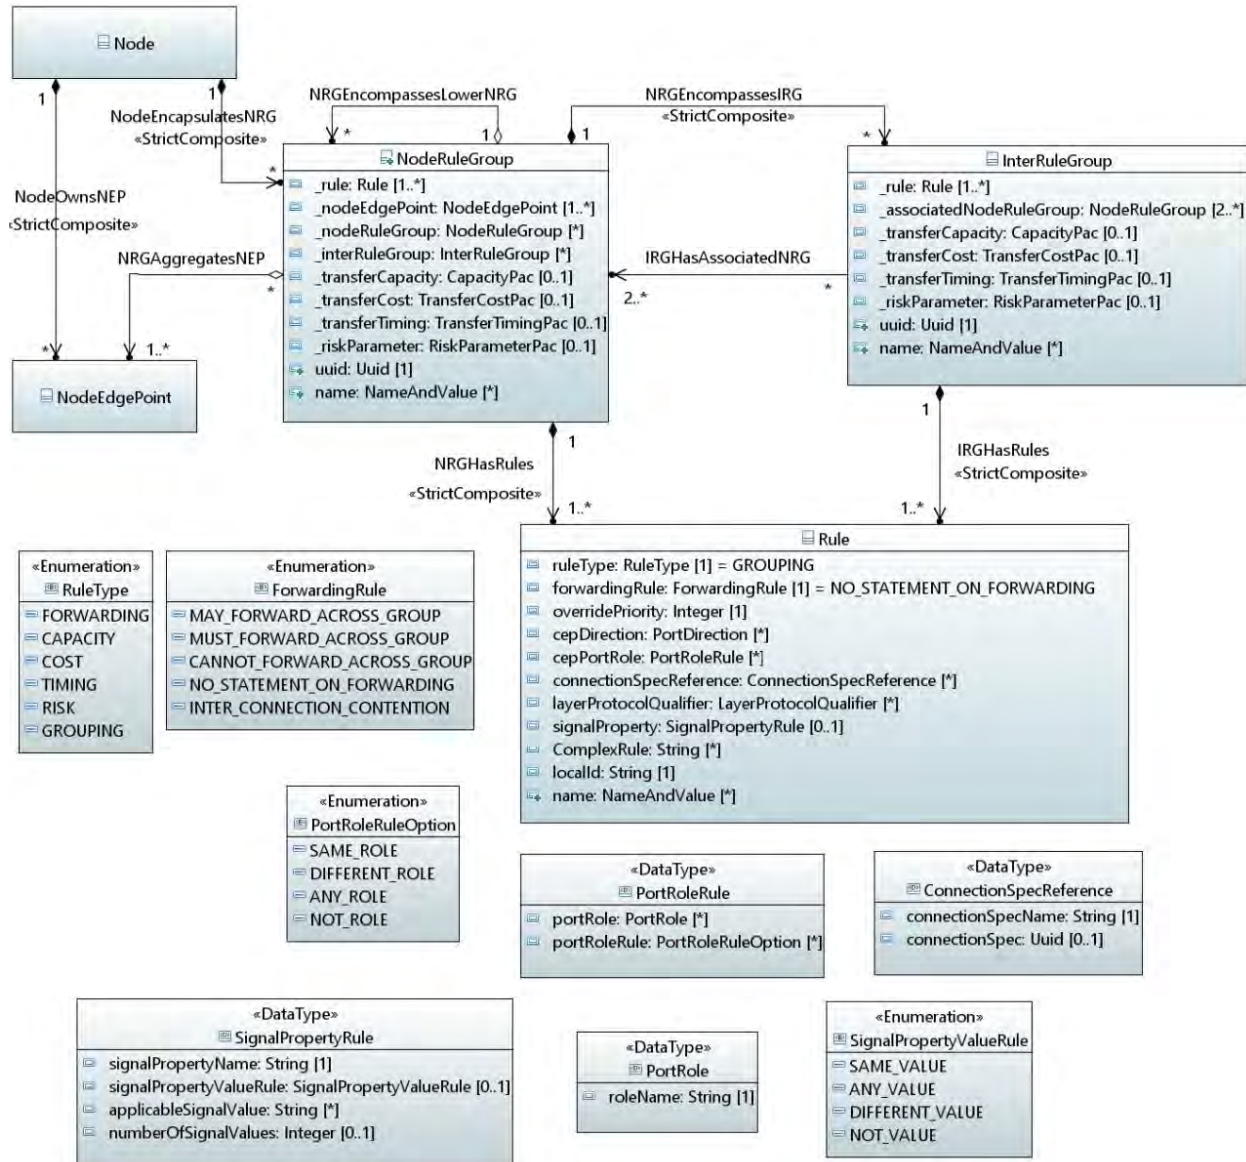 Node
1
1
NodeEncapsulatesNRG
«StrictComposite»
*
NodeOwnsNEP
«StrictComposite»
*
NRGEncompassesLowerNRG
*
1
NRGEncompassesIRG
«StrictComposite»
1
*
NodeRuleGroup
_rule: Rule [1..*]
_nodeEdgePoint: NodeEdgePoint [1..*]
_nodeRuleGroup: NodeRuleGroup [*]
_interRuleGroup: InterRuleGroup [*]
_transferCapacity: CapacityPac [0..1]
_transferCost: TransferCostPac [0..1]
_transferTiming: TransferTimingPac [0..1]
_riskParameter: RiskParameterPac [0..1]
uuid: Uuid [1]
name: NameAndValue [*]
InterRuleGroup
_rule: Rule [1..*]
_associatedNodeRuleGroup: NodeRuleGroup [2..*]
_transferCapacity: CapacityPac [0..1]
_transferCost: TransferCostPac [0..1]
_transferTiming: TransferTimingPac [0..1]
_riskParameter: RiskParameterPac [0..1]
uuid: Uuid [1]
name: NameAndValue [*]
NRGAggregatesNEP
*
1..*
IRGHasAssociatedNRG
2..*
*
NodeEdgePoint
1
NRGHasRules
«StrictComposite»
1..*
1
IRGHasRules
«StrictComposite»
1..*
Rule
ruleType: RuleType [1] = GROUPING
forwardingRule: ForwardingRule [1] = NO_STATEMENT_ON_FORWARDING
overridePriority: Integer [1]
cepDirection: PortDirection [*]
cepPortRole: PortRoleRule [*]
connectionSpecReference: ConnectionSpecReference [*]
layerProtocolQualifier: LayerProtocolQualifier [*]
signalProperty: SignalPropertyRule [0..1]
ComplexRule: String [*]
localId: String [1]
name: NameAndValue [*]
«Enumeration»
RuleType
FORWARDING
CAPACITY
COST
TIMING
RISK
GROUPING
«Enumeration»
ForwardingRule
MAY_FORWARD_ACROSS_GROUP
MUST_FORWARD_ACROSS_GROUP
CANNOT_FORWARD_ACROSS_GROUP
NO_STATEMENT_ON_FORWARDING
INTER_CONNECTION_CONTENTION
«Enumeration»
PortRoleRuleOption
SAME_ROLE
DIFFERENT_ROLE
ANY_ROLE
NOT_ROLE
«DataType»
PortRoleRule
portRole: PortRole [*]
portRoleRule: PortRoleRuleOption [*]
«DataType»
ConnectionSpecReference
connectionSpecName: String [1]
connectionSpec: Uuid [0..1]
«DataType»
SignalPropertyRule
signalPropertyName: String [1]
signalPropertyValueRule: SignalPropertyValueRule [0..1]
applicableSignalValue: String [*]
numberOfSignalValues: Integer [0..1]
«DataType»
PortRole
roleName: String [1]
«Enumeration»
SignalPropertyValueRule
SAME_VALUE
ANY_VALUE
DIFFERENT_VALUE
NOT_VALUE